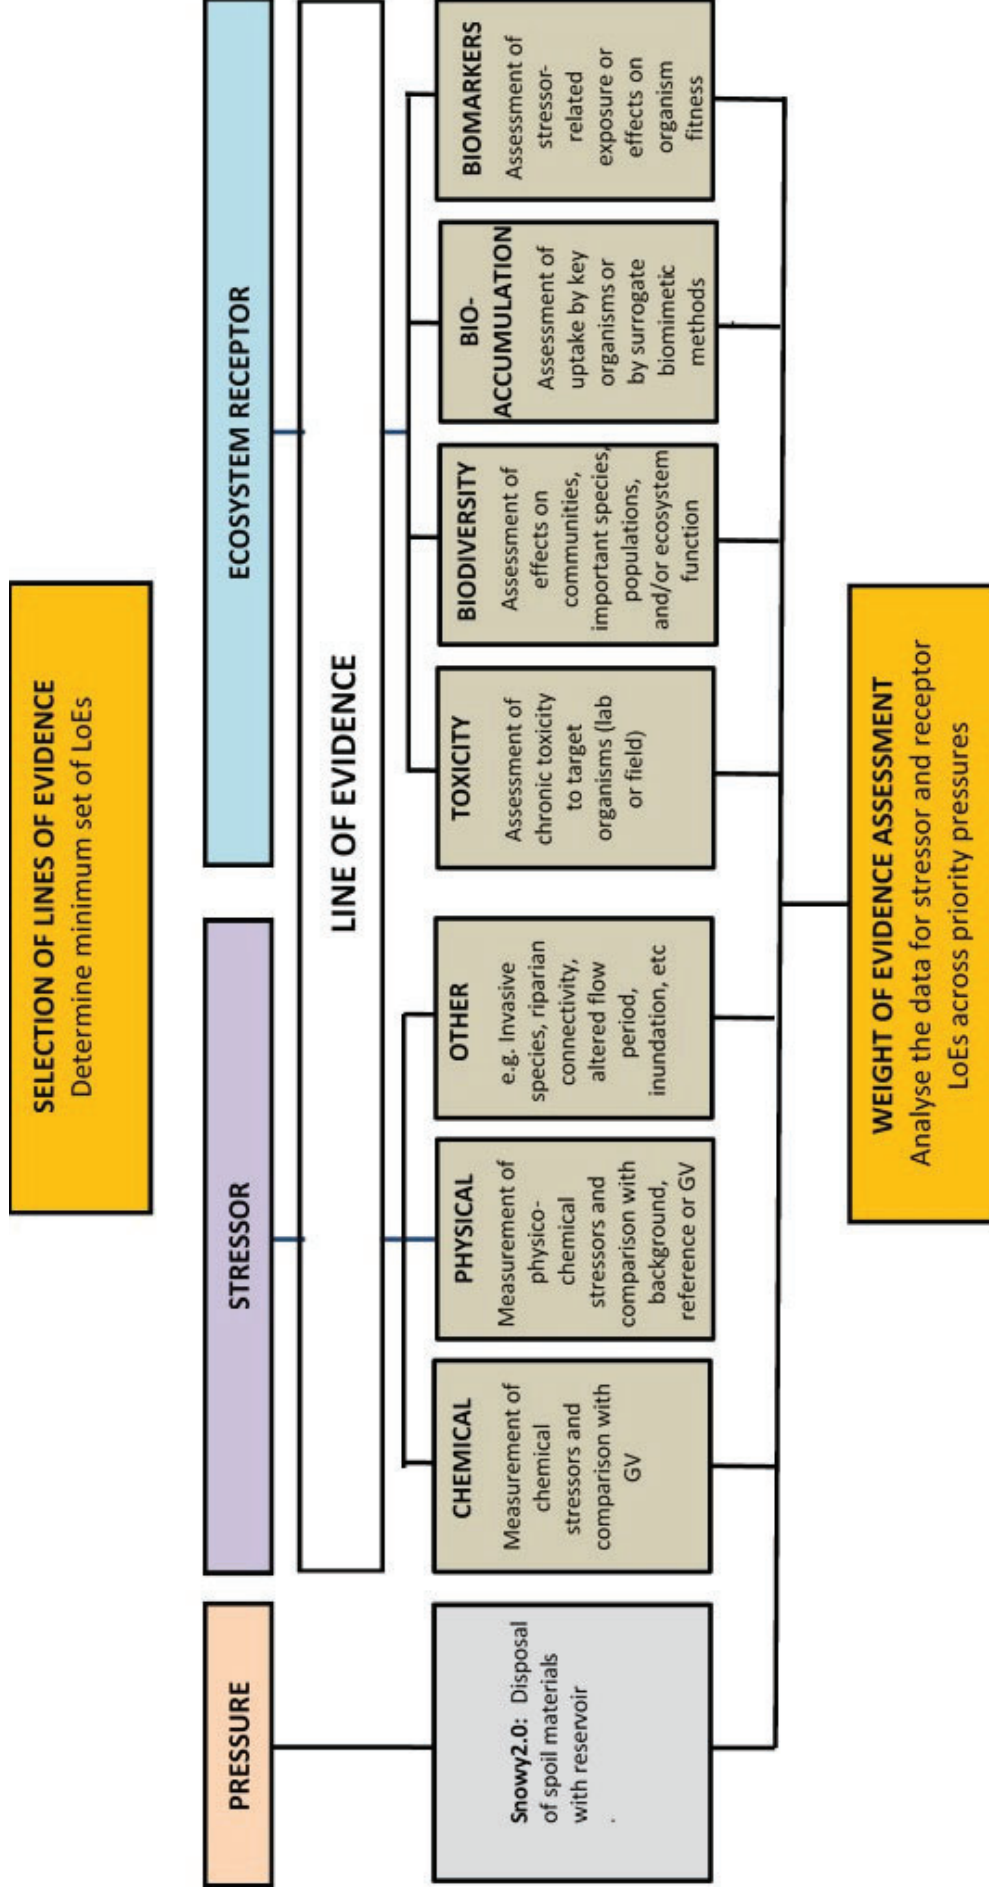 SELECTION OF LINES OF EVIDENCE
Determine minimum set of LoEs
PRESSURE
STRESSOR
ECOSYSTEM RECEPTOR
LINE OF EVIDENCE
Snowy2.0: Disposal
of spoil materials
with reservoir
.
CHEMICAL
Measurement of
chemical
stressors and
comparison with
GV
PHYSICAL
Measurement of
physico-
chemical
stressors and
comparison with
background,
reference or GV
OTHER
e.g. Invasive
species, riparian
connectivity,
altered flow
period,
inundation, etc
TOXICITY
Assessment of
chronic toxicity
to target
organisms (lab
or field)
BIODIVERSITY
Assessment of
effects on
communities,
important species,
populations,
and/or ecosystem
function
BIO-
ACCUMULATION
Assessment of
uptake by key
organisms or
by surrogate
biomimetic
methods
BIOMARKERS
Assessment of
stressor-
related
exposure or
effects on
organism
fitness
WEIGHT OF EVIDENCE ASSESSMENT
Analyse the data for stressor and receptor
LoEs across priority pressures